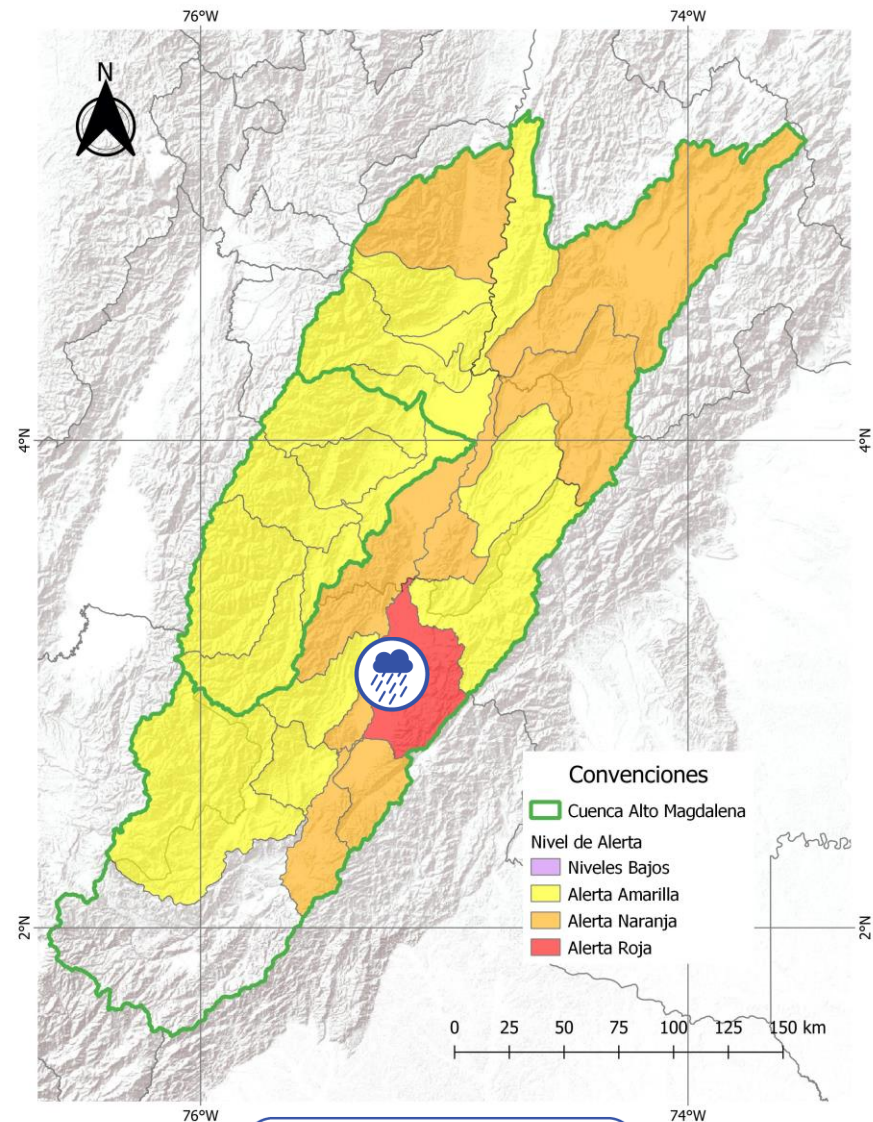 76°W
74°W
N
4°N
4°N
Convenciones
Cuenca Alto Magdalena
Nivel de Alerta
Niveles Bajos
Alerta Amarilla
Alerta Naranja
Alerta Roja
2°N
2°N
0 25 50 75 100 125 150 km
76°W
74°W